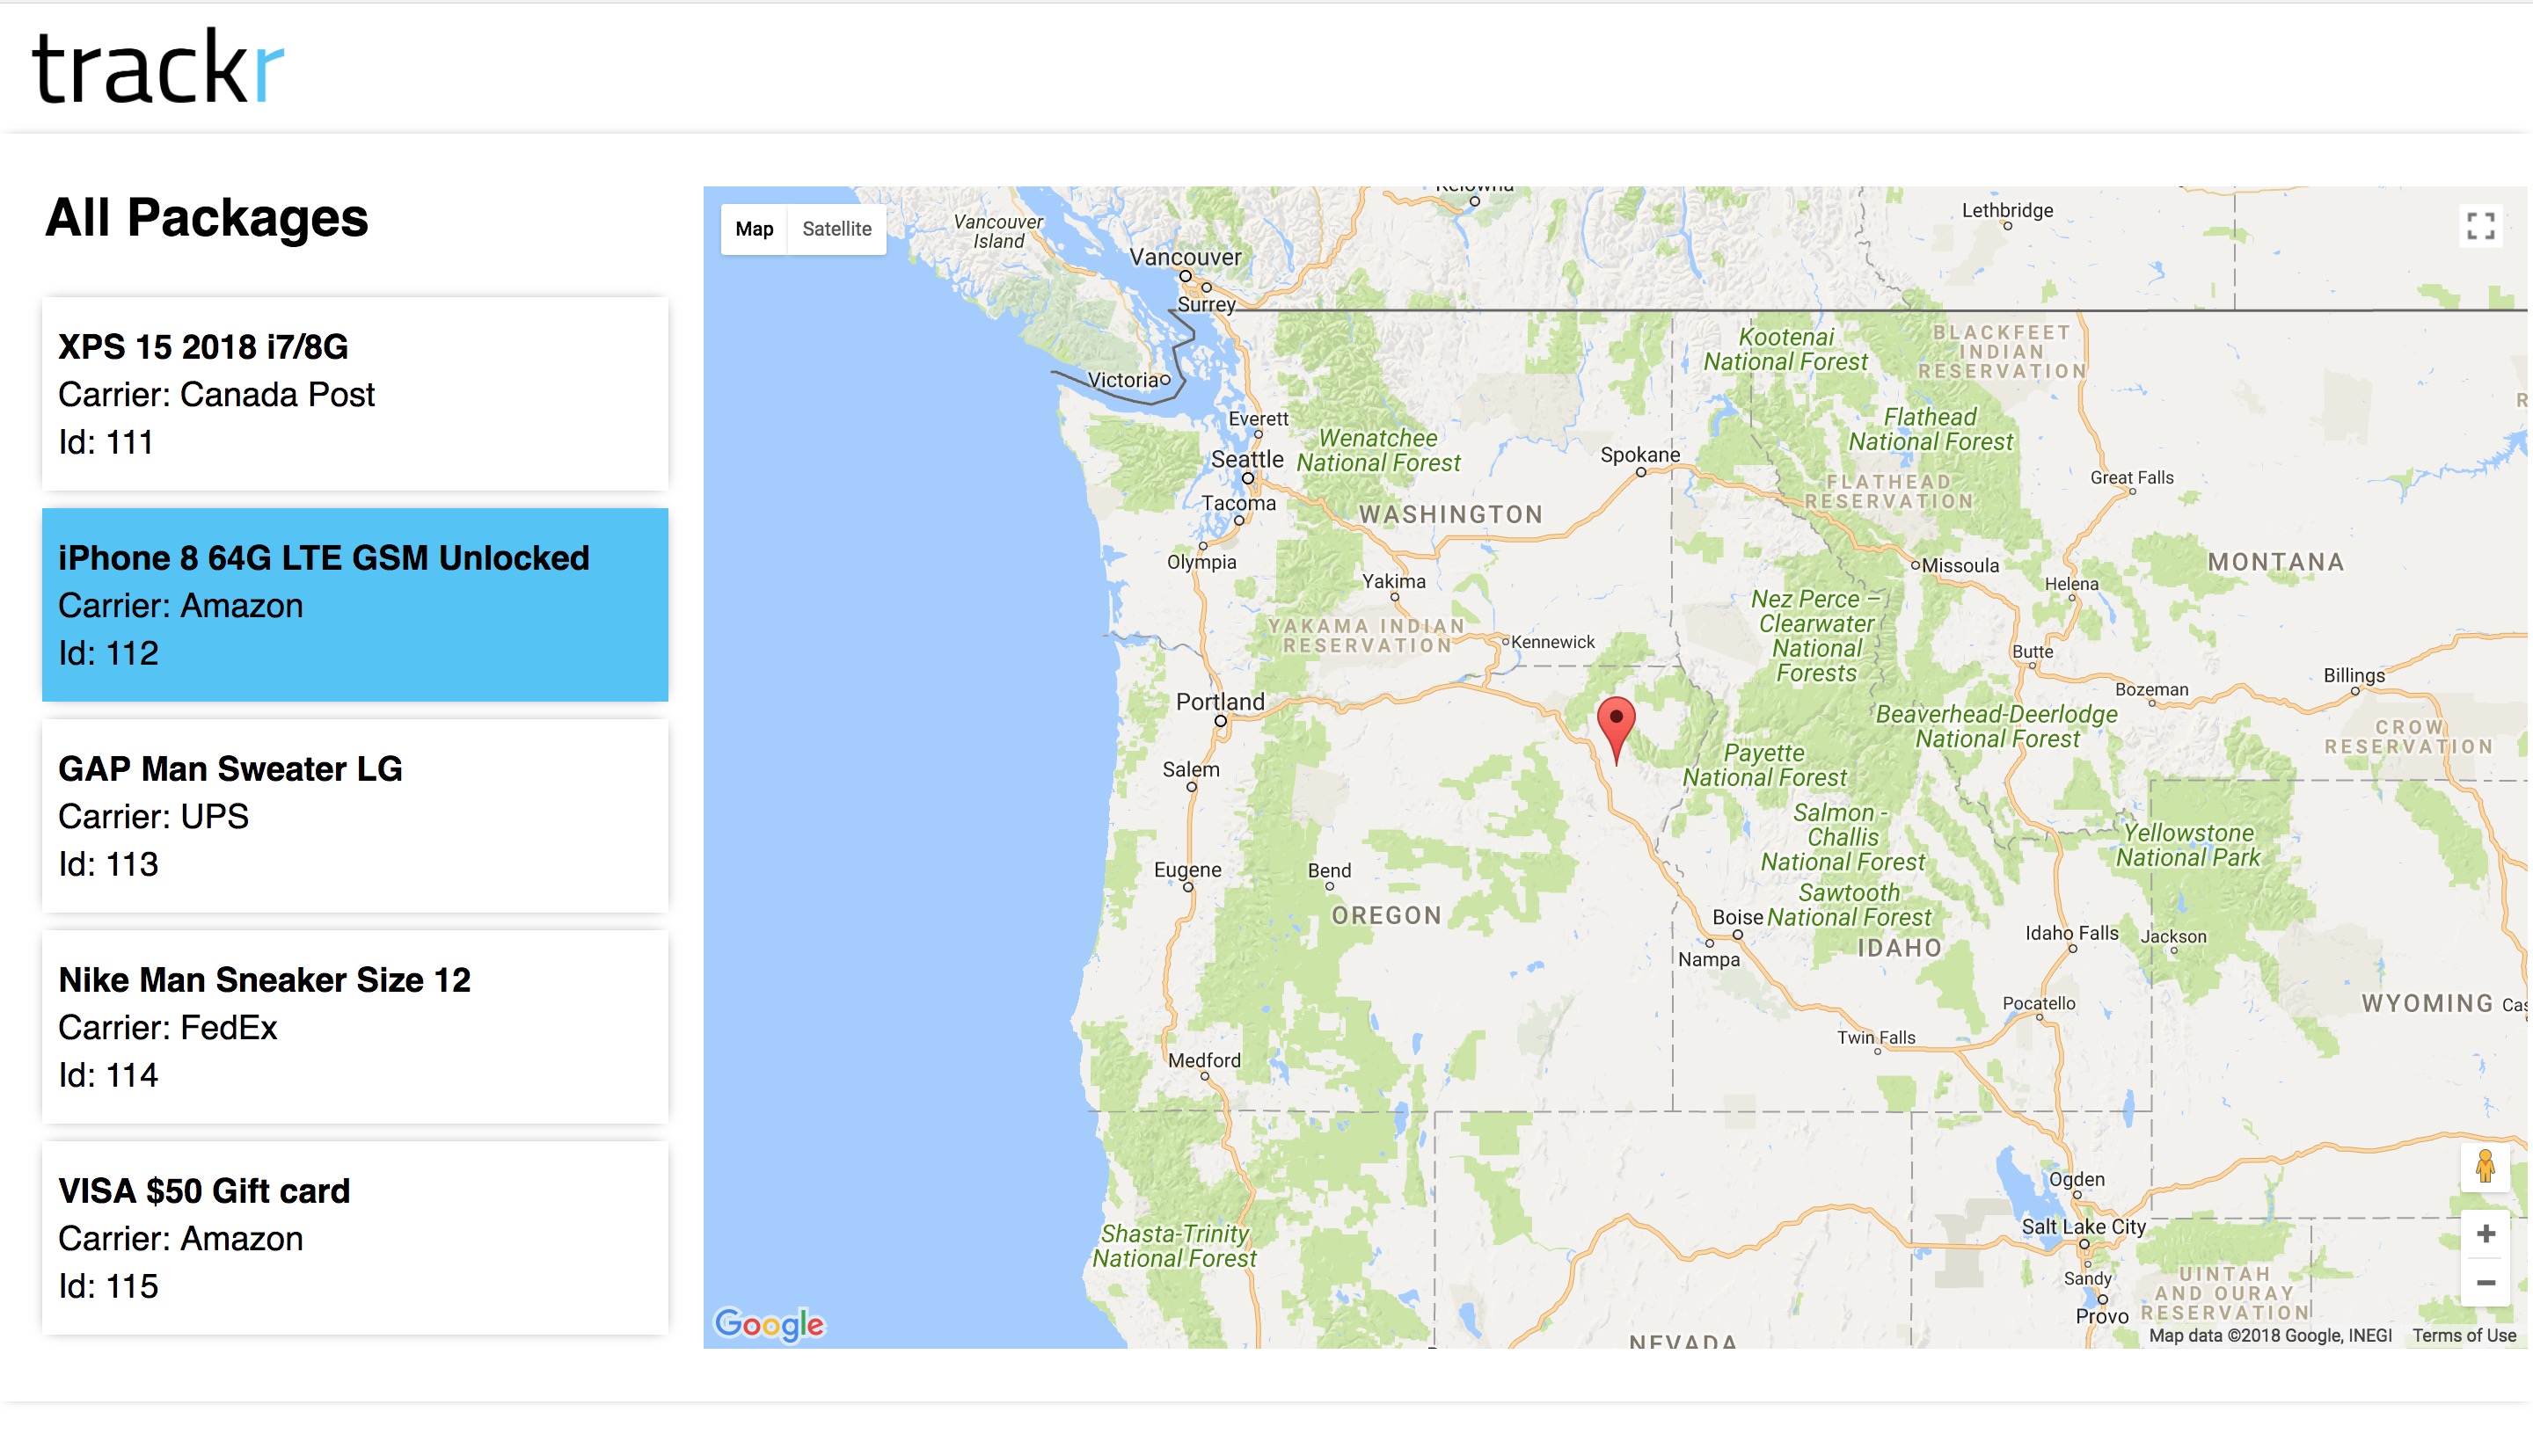 trackr
All Packages
XPS 15 2018 i7/8G
Carrier: Canada Post
Id: 111
iPhone 8 64G LTE GSM Unlocked
Carrier: Amazon
Id: 112
GAP Man Sweater LG
Carrier: UPS
Id: 113
Nike Man Sneaker Size 12
Carrier: FedEx
Id: 114
VISA $50 Gift card
Carrier: Amazon
Id: 115
Map
Satellite
Kelowna
Vancouver
Island
Vancouver
Surrey
Victoria
Lethbridge
Kootenai
National Forest
BLACKFEET
INDIAN
RESERVATION
Everett
Seattle
Tacoma
Olympia
Wenatchee
National Forest
WASHINGTON
Spokane
Flathead
National Forest
FLATHEAD
RESERVATION
Great Falls
Missoula
Helena
MONTANA
Yakima
YAKAMA INDIAN
RESERVATION
Kennewick
Nez Perce –
Clearwater
National
Forests
Butte
Bozeman
Billings
Portland
Salem
Beaverhead-Deerlodge
National Forest
CROW
RESERVATION
Payette
National Forest
Salmon -
Challis
National Forest
Yellowstone
National Park
Eugene
Bend
OREGON
Sawtooth
National Forest
Boise
Nampa
IDAHO
Idaho Falls
Jackson
Pocatello
WYOMING
Cas
Twin Falls
Medford
Shasta-Trinity
National Forest
Ogden
Salt Lake City
Sandy
Provo
UINTAH
AND OURAY
RESERVATION
NEVADA
Google
Map data ©2018 Google, INEGI
Terms of Use